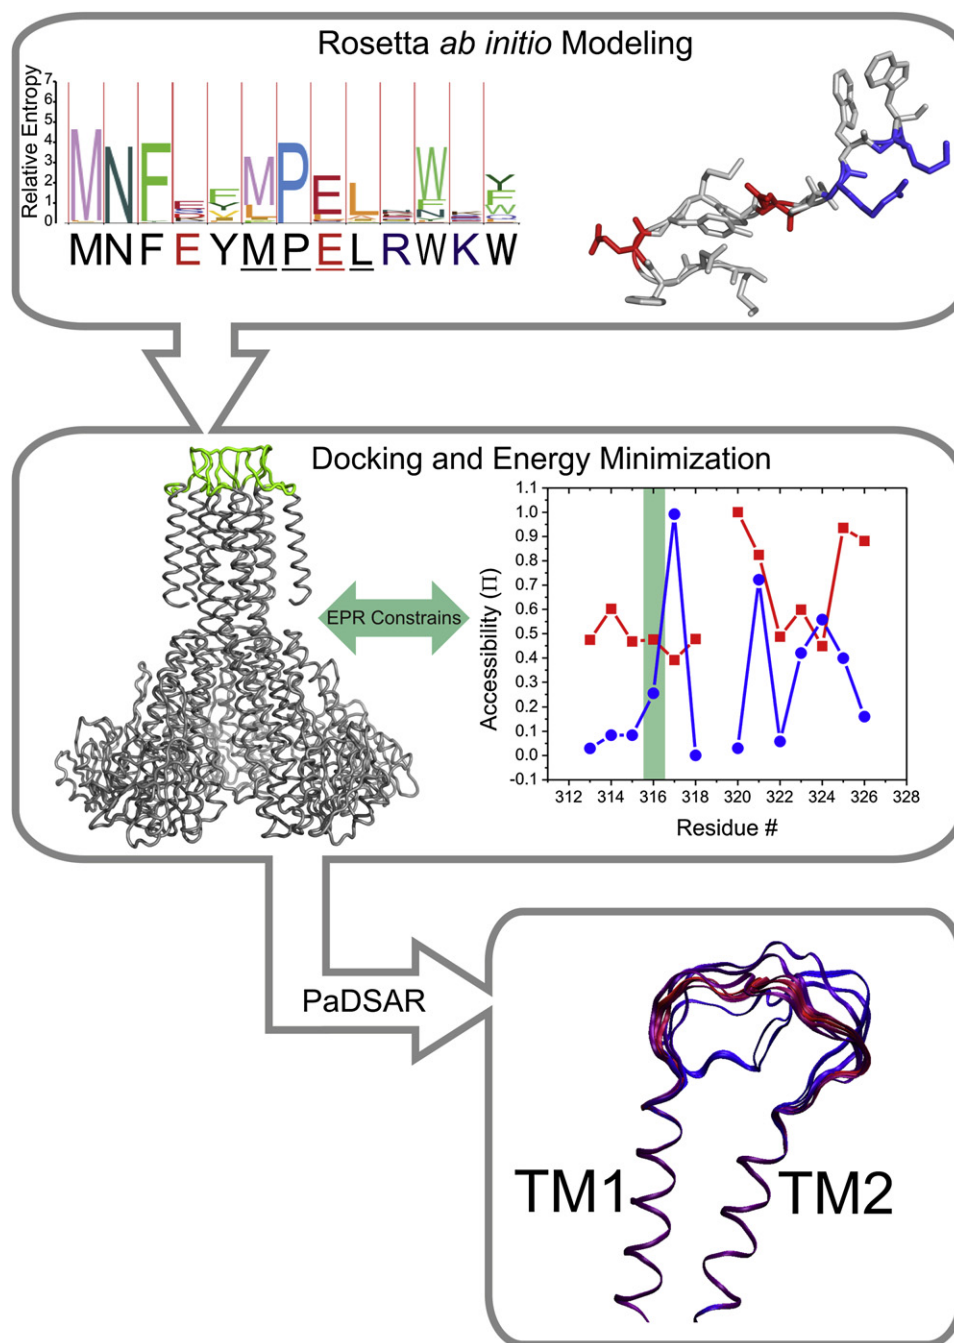 Rosetta ab initio Modeling
Relative Entropy
7
6
5
4
3
2
1
0
MNFEYMPELRWKW
Docking and Energy Minimization
EPR Constrains
Accessibility (Π)
1.1
1.0
0.9
0.8
0.7
0.6
0.5
0.4
0.3
0.2
0.1
0.0
-0.1
312 314 316 318 320 322 324 326 328
Residue #
PaDSAR
TM1
TM2